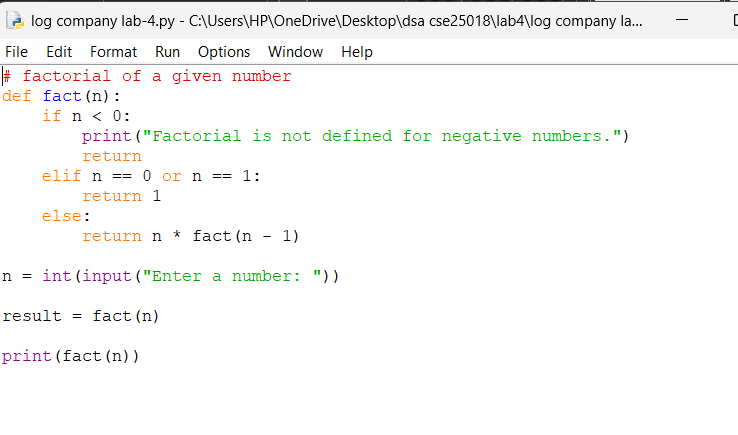 log company lab-4.py - C:\Users\HP\OneDrive\Desktop\dsa cse25018\lab4\log company la...
File Edit Format Run Options Window Help
# factorial of a given number
def fact(n):
    if n < 0:
        print("Factorial is not defined for negative numbers.")
        return
    elif n == 0 or n == 1:
        return 1
    else:
        return n * fact(n - 1)

n = int(input("Enter a number: "))

result = fact(n)

print(fact(n))